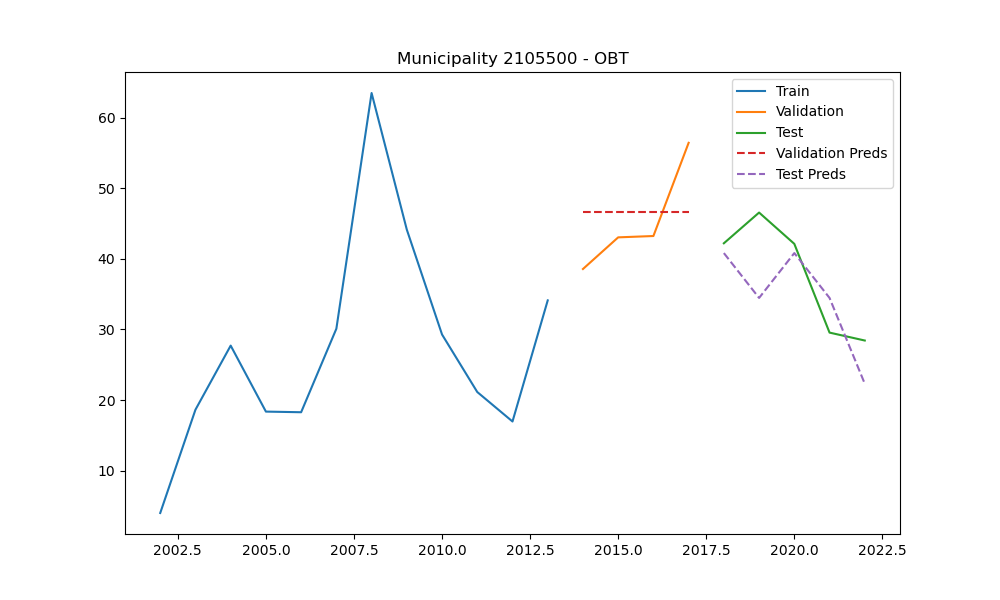 Municipality 2105500 - OBT
Train
Validation
Test
Validation Preds
Test Preds
60
50
40
30
20
10
2002.5 2005.0 2007.5 2010.0 2012.5 2015.0 2017.5 2020.0 2022.5